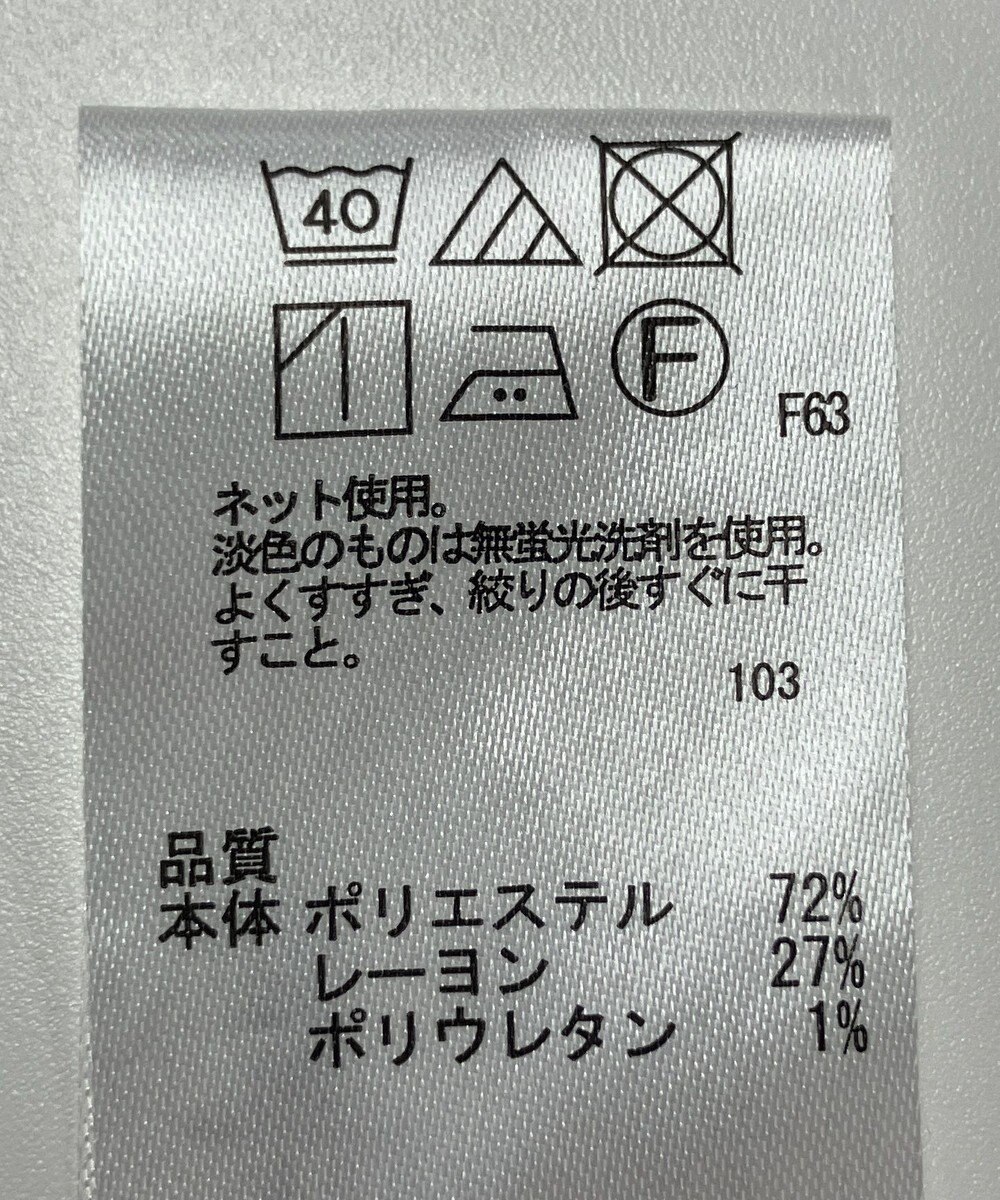 40
F
F63
ネット使用。
淡色のものは無蛍光洗剤を使用。
よくすすぎ、絞りの後すぐに干
すこと。
103
品質
本体 ポリエステル 72%
レーヨン 27%
ポリウレタン 1%